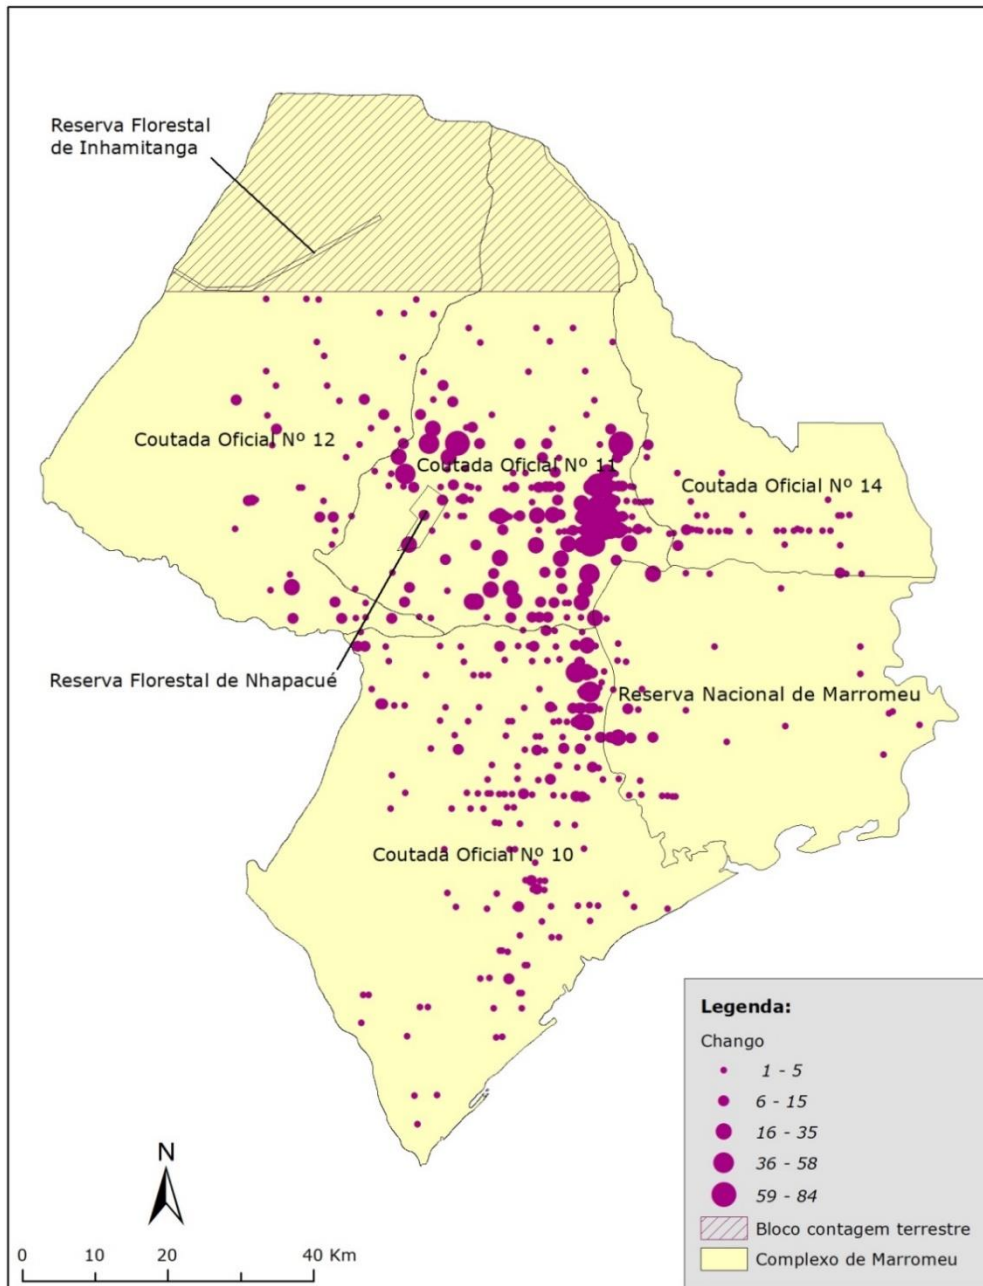 Reserva Florestal
de Inhamitanga
Coutada Oficial Nº 12
Coutada Oficial Nº 11
Coutada Oficial Nº 14
Reserva Florestal de Nhapacué
Reserva Nacional de Marromeu
Coutada Oficial Nº 10
Legenda:
Chango
1 - 5
6 - 15
16 - 35
36 - 58
59 - 84
Bloco contagem terrestre
Complexo de Marromeu
N
0 10 20 40 Km